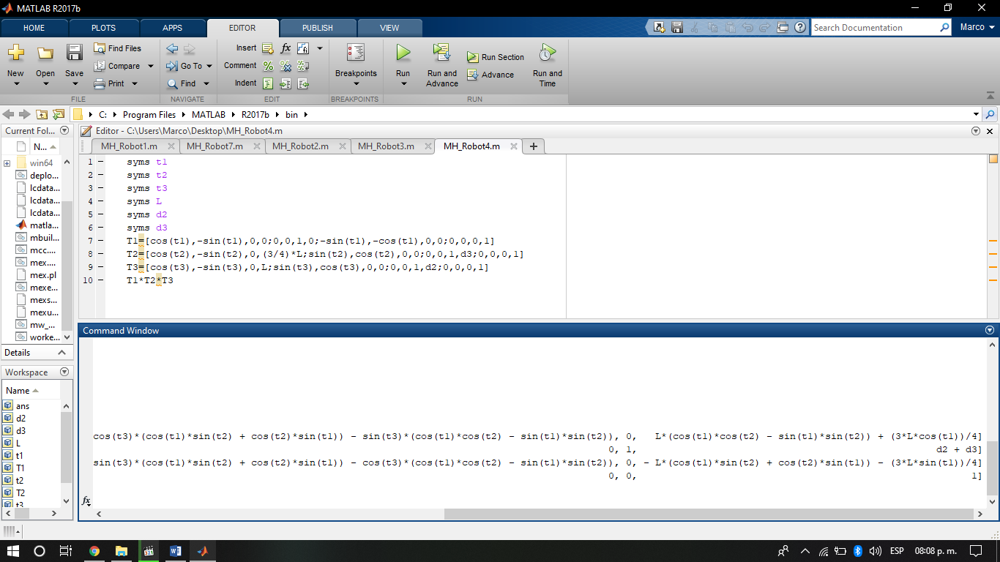 MATLAB R2017b
HOME PLOTS APPS EDITOR PUBLISH VIEW Search Documentation Marco
New Open Save Find Files Compare Print
Go To Find
Insert fx
Comment
Indent
Breakpoints
Run Run and Advance Run Section Advance Run and Time
FILE NAVIGATE EDIT BREAKPOINTS RUN
C: Program Files MATLAB R2017b bin
Current Fol...
N...
win64
deplo...
lcdata...
lcdata...
lcdata...
matla...
mbuil...
mcc....
mex....
mex.pl
mexe...
mexs...
mexu...
mw_...
worke...
Details
Workspace
Name
ans
d2
d3
L
t1
T1
t2
T2
t3
Editor - C:\Users\Marco\Desktop\MH_Robot4.m
MH_Robot1.m MH_Robot7.m MH_Robot2.m MH_Robot3.m MH_Robot4.m
1 syms t1
2 syms t2
3 syms t3
4 syms L
5 syms d2
6 syms d3
7 T1=[cos(t1),-sin(t1),0,0;0,0,1,0;-sin(t1),-cos(t1),0,0;0,0,0,1]
8 T2=[cos(t2),-sin(t2),0,(3/4)*L;sin(t2),cos(t2),0,0;0,0,1,d3;0,0,0,1]
9 T3=[cos(t3),-sin(t3),0,L;sin(t3),cos(t3),0,0;0,0,1,d2;0,0,0,1]
10 T1*T2*T3
Command Window
cos(t3)*(cos(t1)*sin(t2) + cos(t2)*sin(t1)) - sin(t3)*(cos(t1)*cos(t2) - sin(t1)*sin(t2)), 0, L*(cos(t1)*cos(t2) - sin(t1)*sin(t2)) + (3*L*cos(t1))/4]
0, 1, d2 + d3]
sin(t3)*(cos(t1)*sin(t2) + cos(t2)*sin(t1)) - cos(t3)*(cos(t1)*cos(t2) - sin(t1)*sin(t2)), 0, - L*(cos(t1)*sin(t2) + cos(t2)*sin(t1)) - (3*L*sin(t1))/4]
0, 0, 1]
fx
ESP 08:08 p. m.